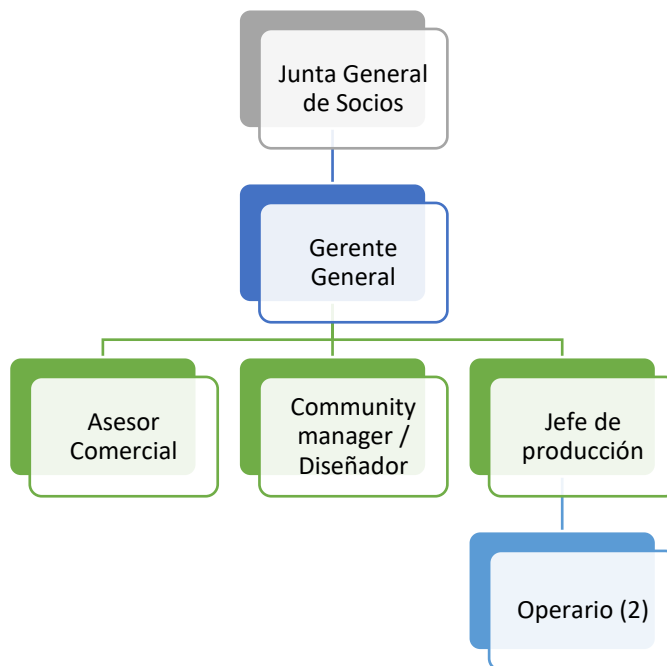 Junta General
de Socios
Gerente
General
Asesor
Comercial
Community
manager /
Diseñador
Jefe de
producción
Operario (2)